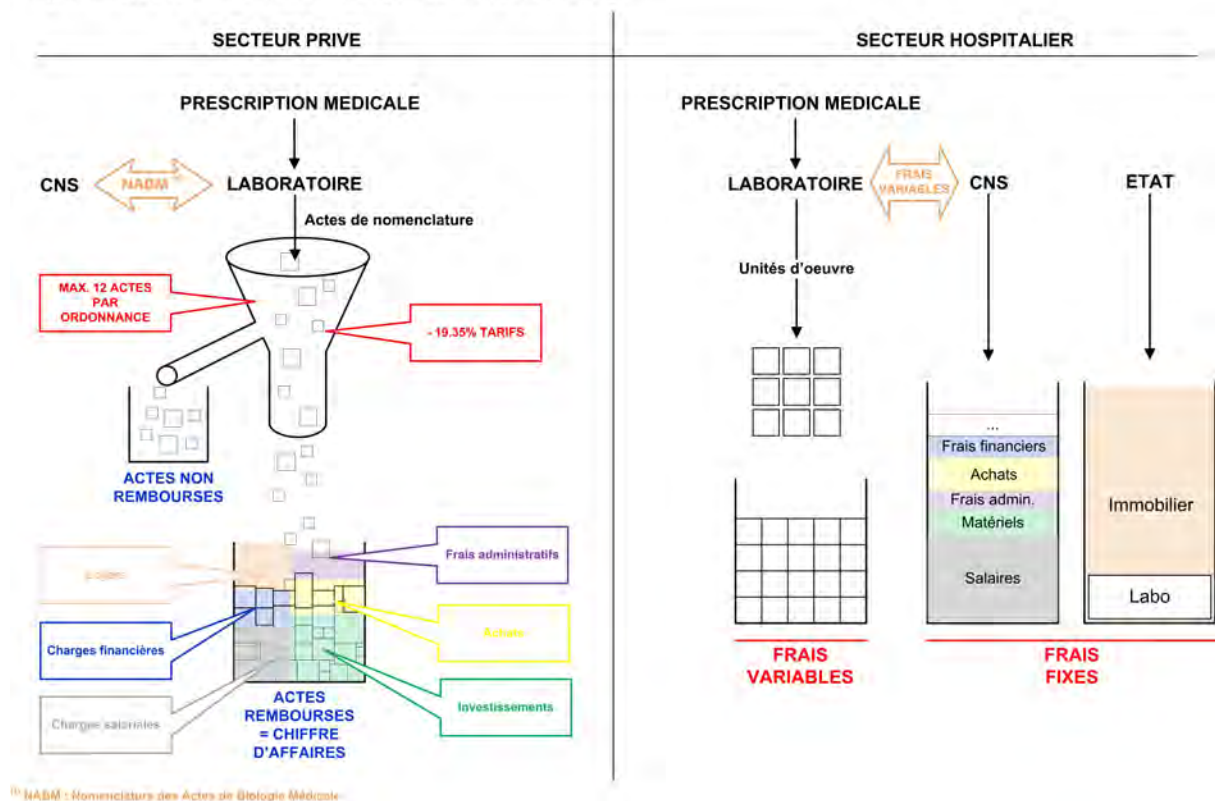 SECTEUR PRIVE
PRESCRIPTION MEDICALE
CNS
NABM (1)
LABORATOIRE
Actes de nomenclature
MAX. 12 ACTES
PAR
ORDONNANCE
- 19.35% TARIFS
ACTES NON
REMBOURSES
Loyers
Frais administratifs
Charges financières
Achats
Charges salariales
Investissements
ACTES
REMBOURSES
= CHIFFRE
D'AFFAIRES
(1) NABM : Nomenclature des Actes de Biologie Médicale
SECTEUR HOSPITALIER
PRESCRIPTION MEDICALE
LABORATOIRE
FRAIS
VARIABLES
CNS
ETAT
Unités d'oeuvre
...
Frais financiers
Achats
Frais admin.
Matériels
Salaires
Immobilier
Labo
FRAIS
VARIABLES
FRAIS
FIXES